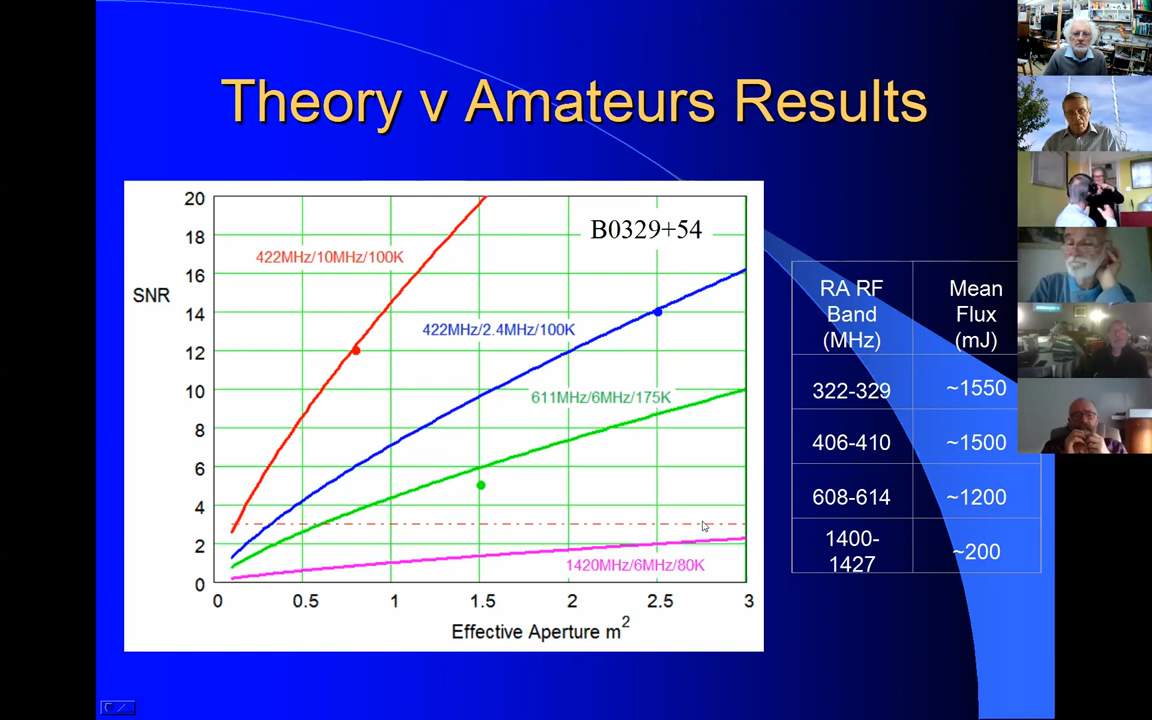 Theory v Amateurs Results
20
18
16
14
12
10
8
6
4
2
0
SNR
B0329+54
422MHz/10MHz/100K
422MHz/2.4MHz/100K
611MHz/6MHz/175K
1420MHz/6MHz/80K
0 0.5 1 1.5 2 2.5 3
Effective Aperture m2
RA RF Mean
Band Flux
(MHz) (mJ)
322-329 ~1550
406-410 ~1500
608-614 ~1200
1400-
1427 ~200